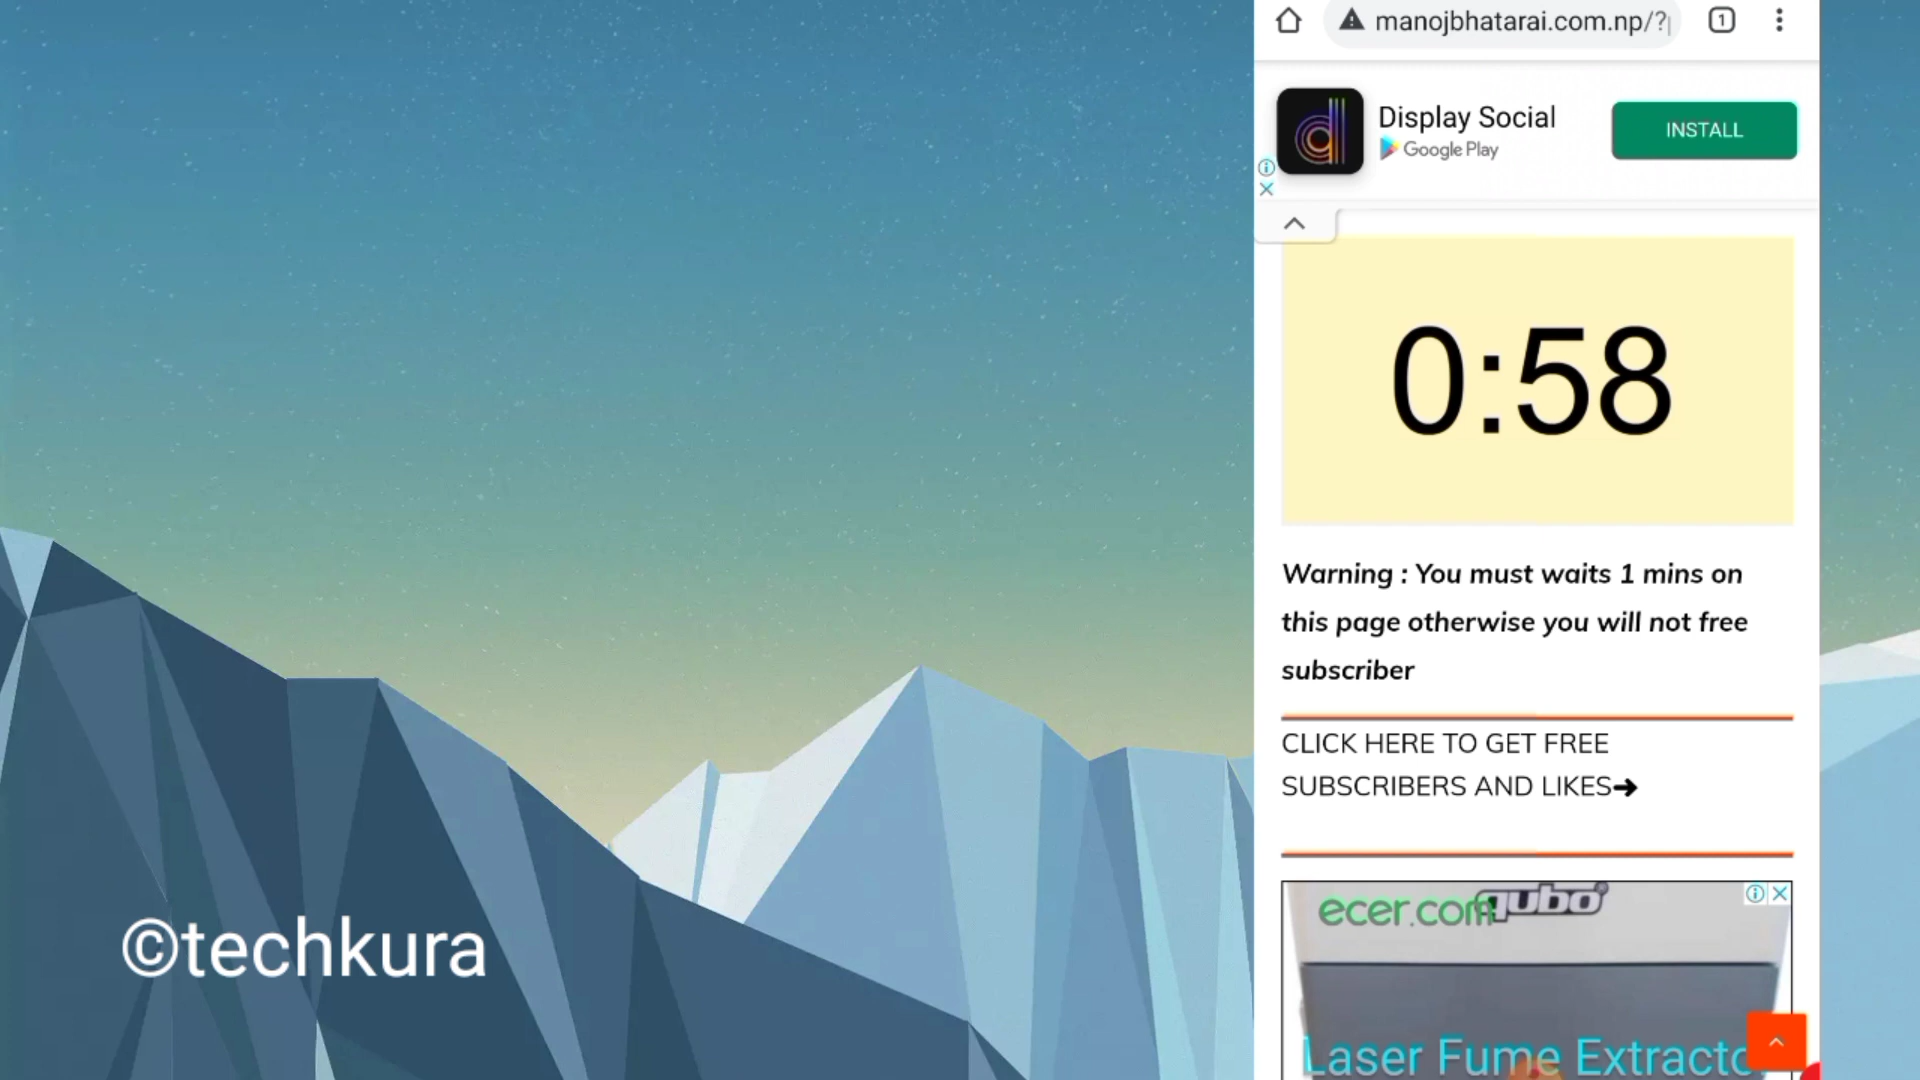 manojbhatarai.com.np/?
1
Display Social
Google Play
INSTALL
0:58
Warning : You must waits 1 mins on
this page otherwise you will not free
subscriber
CLICK HERE TO GET FREE
SUBSCRIBERS AND LIKES➔
ecer.com
qubo
Laser Fume Extracto
©techkura